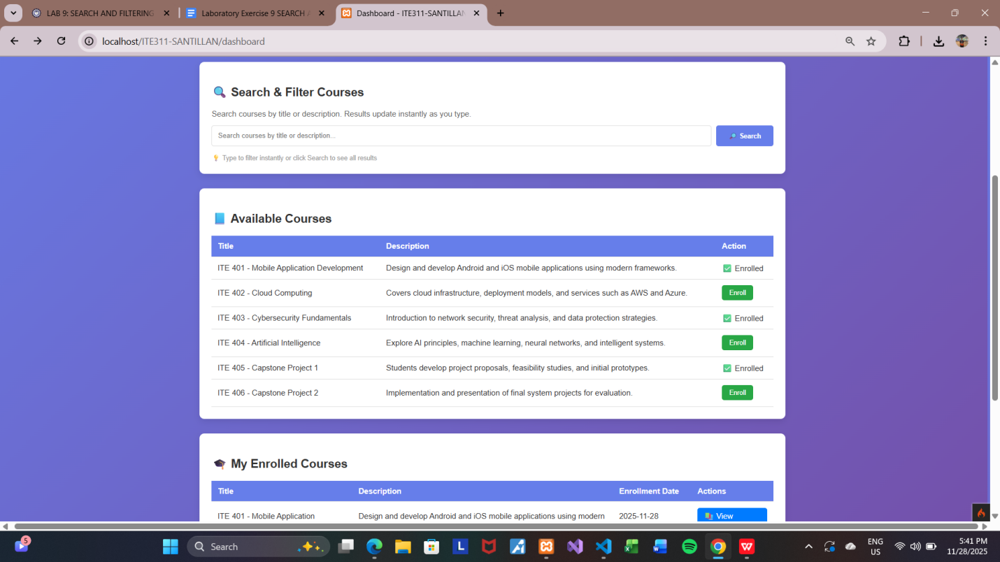 LAB 9: SEARCH AND FILTERING
Laboratory Exercise 9 SEARCH
Dashboard - ITE311-SANTILLAN
localhost/ITE311-SANTILLAN/dashboard
Search & Filter Courses
Search courses by title or description. Results update instantly as you type.
Search courses by title or description...
Search
Type to filter instantly or click Search to see all results
Available Courses
Title Description Action
ITE 401 - Mobile Application Development Design and develop Android and iOS mobile applications using modern frameworks. Enrolled
ITE 402 - Cloud Computing Covers cloud infrastructure, deployment models, and services such as AWS and Azure. Enroll
ITE 403 - Cybersecurity Fundamentals Introduction to network security, threat analysis, and data protection strategies. Enrolled
ITE 404 - Artificial Intelligence Explore AI principles, machine learning, neural networks, and intelligent systems. Enroll
ITE 405 - Capstone Project 1 Students develop project proposals, feasibility studies, and initial prototypes. Enrolled
ITE 406 - Capstone Project 2 Implementation and presentation of final system projects for evaluation. Enroll
My Enrolled Courses
Title Description Enrollment Date Actions
ITE 401 - Mobile Application Design and develop Android and iOS mobile applications using modern 2025-11-28 View
5
Search
L
ENG
US
5:41 PM
11/28/2025